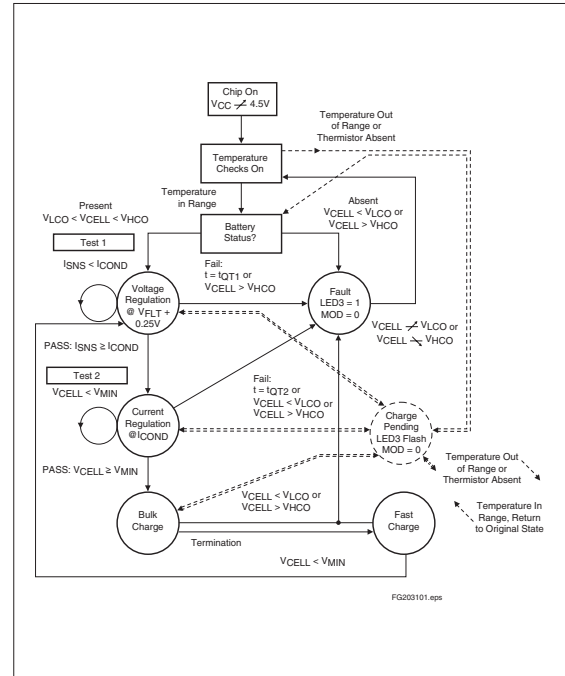 Chip On
VCC ↗ 4.5V
Temperature Out
of Range or
Thermistor Absent
Temperature
Checks On
Temperature
in Range
Present
VLCO < VCELL < VHCO
Absent
VCELL < VLCO or
VCELL > VHCO
Battery
Status?
Test 1
ISNS < ICOND
Fail:
t = tQT1 or
VCELL > VHCO
Voltage
Regulation
@ VFLT +
0.25V
Fault
LED3 = 1
MOD = 0
VCELL ↗ VLCO or
VCELL ↘ VHCO
PASS: ISNS ≥ ICOND
Test 2
VCELL < VMIN
Fail:
t = tQT2 or
VCELL < VLCO or
VCELL > VHCO
Current
Regulation
@ICOND
Charge
Pending
LED3 Flash
MOD = 0
Temperature Out
of Range or
Thermistor Absent
PASS: VCELL ≥ VMIN
Temperature In
Range, Return
to Original State
VCELL < VLCO or
VCELL > VHCO
Bulk
Charge
Fast
Charge
Termination
VCELL < VMIN
FG203101.eps